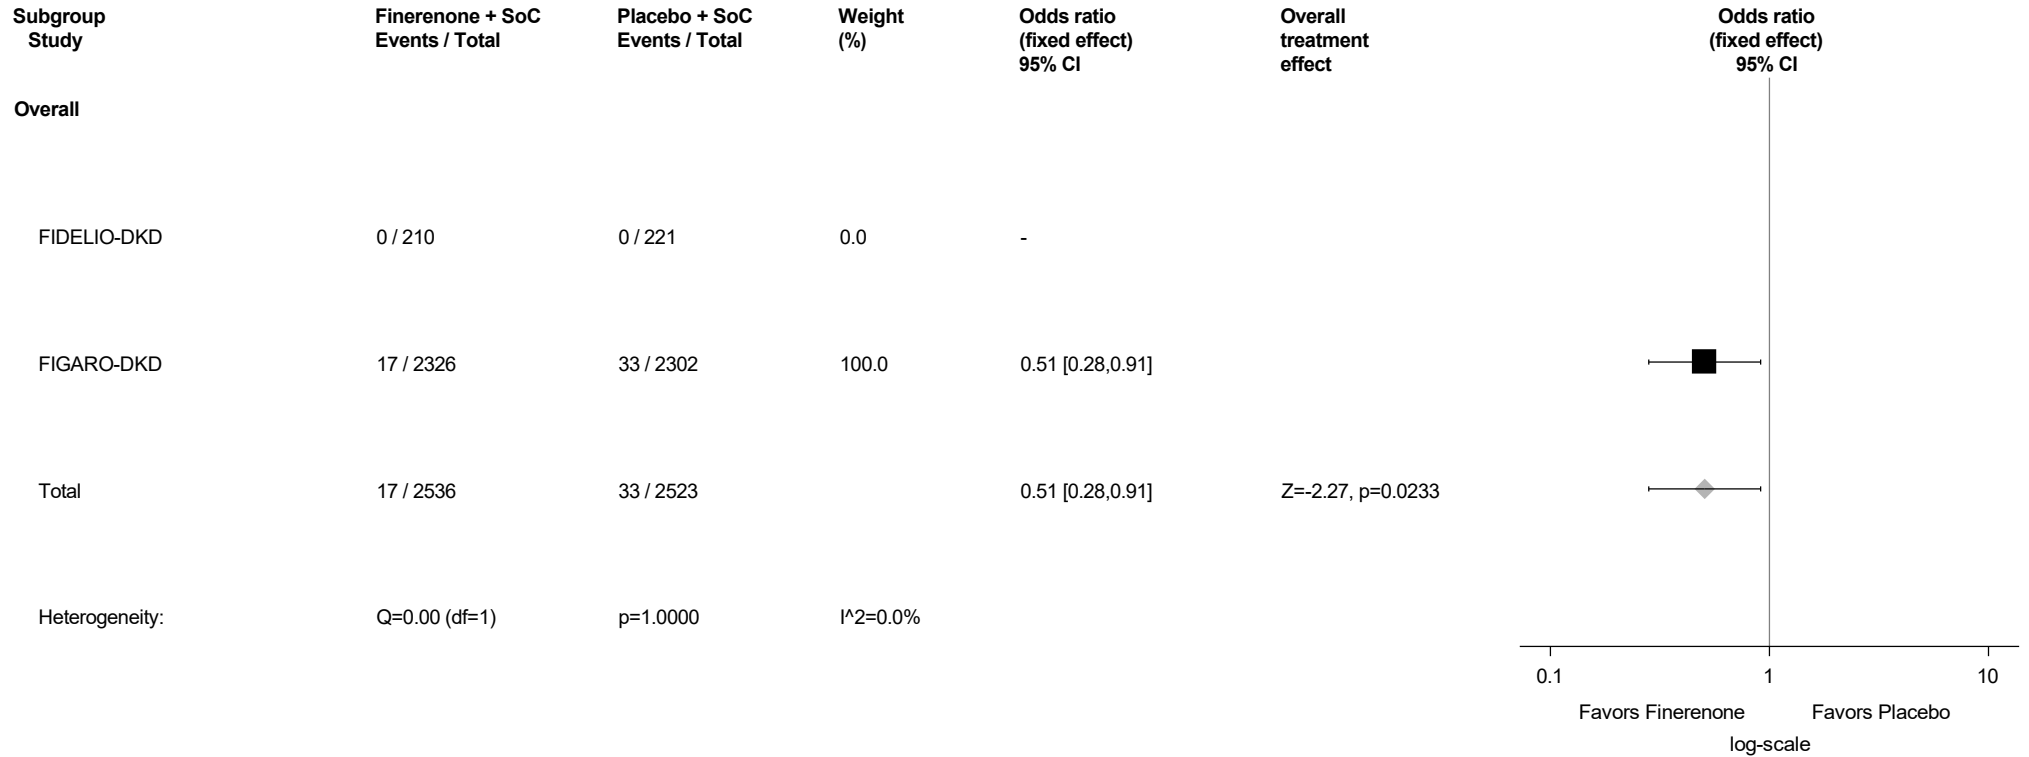 Subgroup Finerenone + SoC Placebo + SoC Weight Odds ratio Overall Odds ratio
Study Events / Total Events / Total (%) (fixed effect) treatment (fixed effect)
95% CI effect 95% CI
Overall
FIDELIO-DKD 0 / 210 0 / 221 0.0 -
FIGARO-DKD 17 / 2326 33 / 2302 100.0 0.51 [0.28,0.91]
Total 17 / 2536 33 / 2523 0.51 [0.28,0.91] Z=-2.27, p=0.0233
Heterogeneity: Q=0.00 (df=1) p=1.0000 I^2=0.0%
0.1 1 10
Favors Finerenone Favors Placebo
log-scale